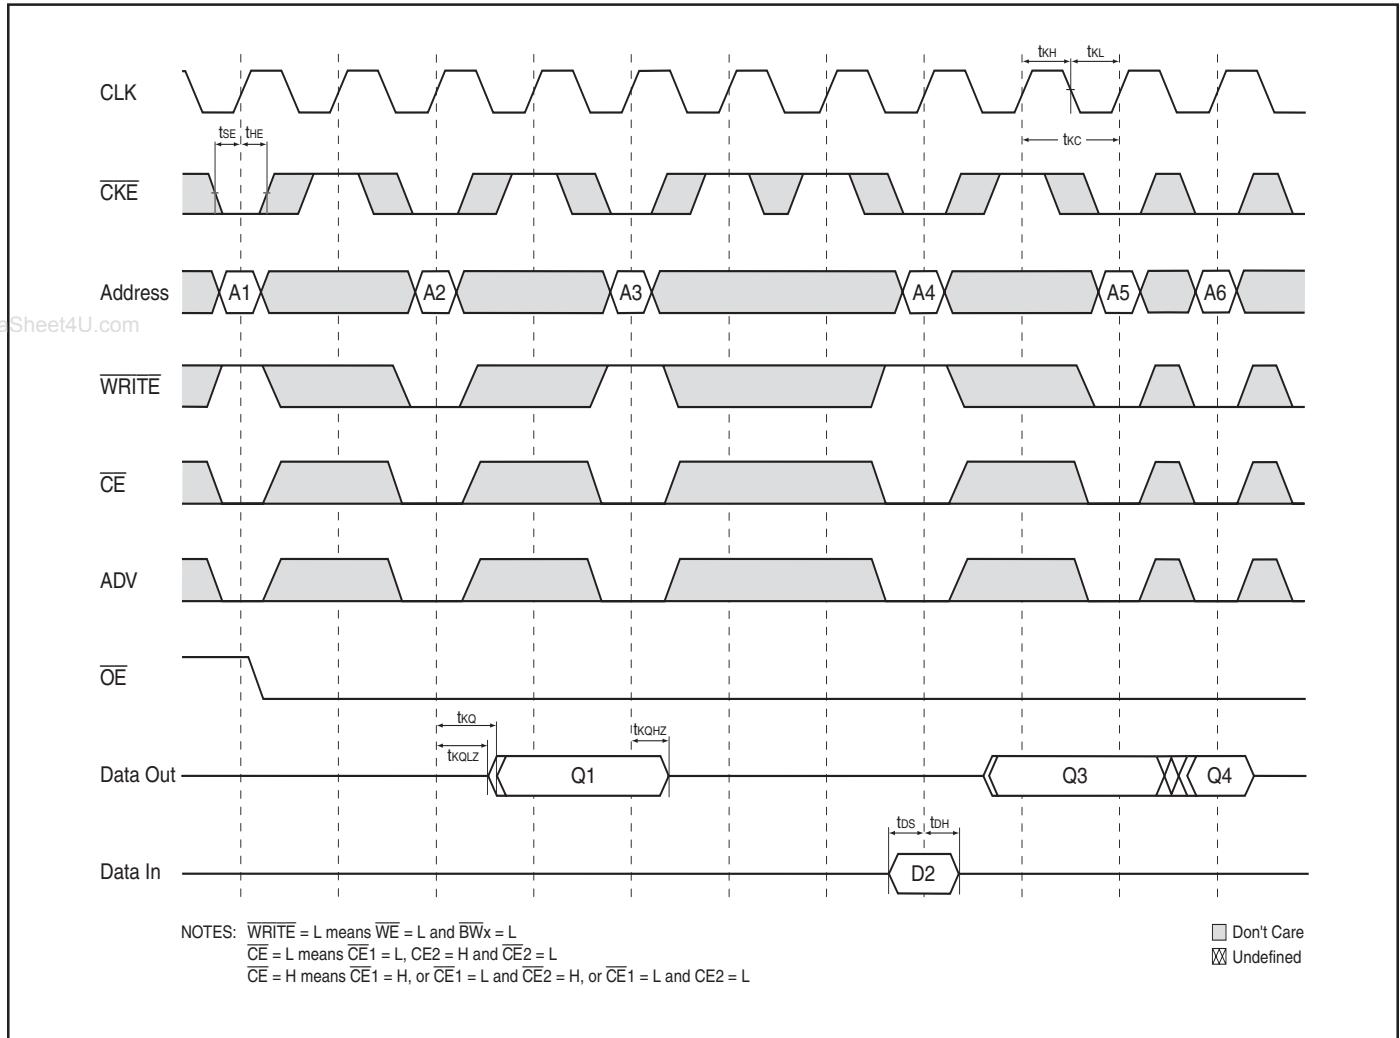 tKH tKL
CLK
tSE tHE
tKC
CKE
Address A1 A2 A3 A4 A5 A6
aSheet4U.com
WRITE
CE
ADV
OE
tKQ
tKQHZ
tKQLZ
Data Out Q1 Q3 Q4
tDS tDH
Data In D2
NOTES: WRITE = L means WE = L and BWx = L
CE = L means CE1 = L, CE2 = H and CE2 = L
CE = H means CE1 = H, or CE1 = L and CE2 = H, or CE1 = L and CE2 = L
Don't Care
Undefined